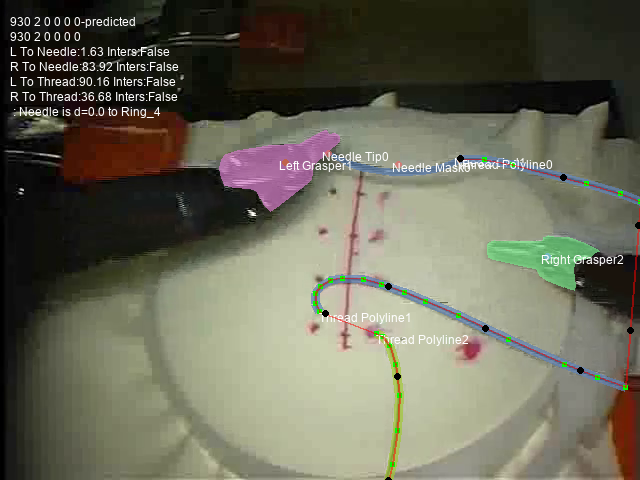 930 2 0 0 0 0-predicted
930 2 0 0 0 0
L To Needle:1.63 Inters:False
R To Needle:83.92 Inters:False
L To Thread:90.16 Inters:False
R To Thread:36.68 Inters:False
: Needle is d=0.0 to Ring_4
Needle Tip0
Left Grasper1
Needle Mask0
Thread Polyline0
Right Grasper2
Thread Polyline1
Thread Polyline2